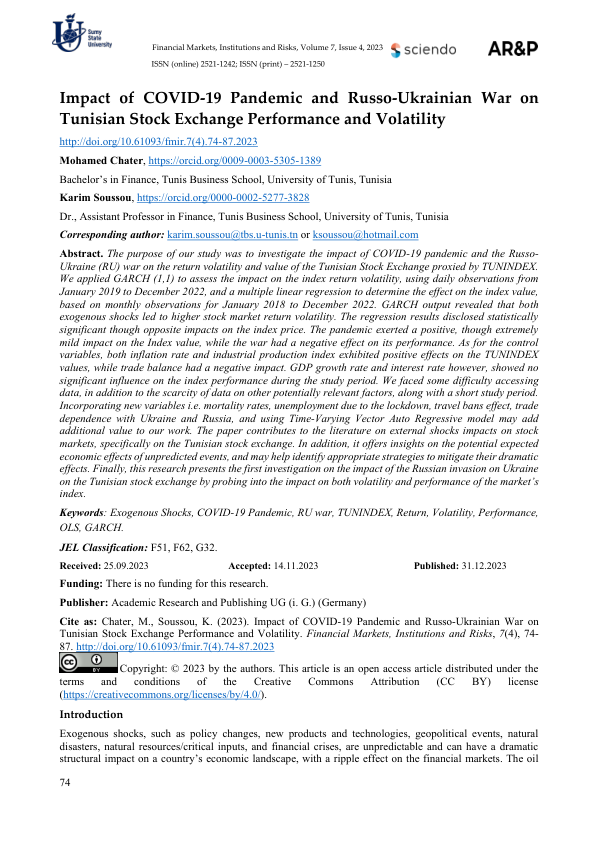 Sumy
State
University
Financial Markets, Institutions and Risks, Volume 7, Issue 4, 2023
sciendo
AR&P
ISSN (online) 2521-1242; ISSN (print) – 2521-1250
Impact of COVID-19 Pandemic and Russo-Ukrainian War on
Tunisian Stock Exchange Performance and Volatility
http://doi.org/10.61093/fmir.7(4).74-87.2023
Mohamed Chater, https://orcid.org/0009-0003-5305-1389
Bachelor's in Finance, Tunis Business School, University of Tunis, Tunisia
Karim Soussou, https://orcid.org/0000-0002-5277-3828
Dr., Assistant Professor in Finance, Tunis Business School, University of Tunis, Tunisia
Corresponding author: karim.soussou@tbs.u-tunis.tn or ksoussou@hotmail.com
Abstract. The purpose of our study was to investigate the impact of COVID-19 pandemic and the Russo-
Ukraine (RU) war on the return volatility and value of the Tunisian Stock Exchange proxied by TUNINDEX.
We applied GARCH (1,1) to assess the impact on the index return volatility, using daily observations from
January 2019 to December 2022, and a multiple linear regression to determine the effect on the index value,
based on monthly observations for January 2018 to December 2022. GARCH output revealed that both
exogenous shocks led to higher stock market return volatility. The regression results disclosed statistically
significant though opposite impacts on the index price. The pandemic exerted a positive, though extremely
mild impact on the Index value, while the war had a negative effect on its performance. As for the control
variables, both inflation rate and industrial production index exhibited positive effects on the TUNINDEX
values, while trade balance had a negative impact. GDP growth rate and interest rate however, showed no
significant influence on the index performance during the study period. We faced some difficulty accessing
data, in addition to the scarcity of data on other potentially relevant factors, along with a short study period.
Incorporating new variables i.e. mortality rates, unemployment due to the lockdown, travel bans effect, trade
dependence with Ukraine and Russia, and using Time-Varying Vector Auto Regressive model may add
additional value to our work. The paper contributes to the literature on external shocks impacts on stock
markets, specifically on the Tunisian stock exchange. In addition, it offers insights on the potential expected
economic effects of unpredicted events, and may help identify appropriate strategies to mitigate their dramatic
effects. Finally, this research presents the first investigation on the impact of the Russian invasion on Ukraine
on the Tunisian stock exchange by probing into the impact on both volatility and performance of the market's
index.
Keywords: Exogenous Shocks, COVID-19 Pandemic, RU war, TUNINDEX, Return, Volatility, Performance,
OLS, GARCH.
JEL Classification: F51, F62, G32.
Received: 25.09.2023 Accepted: 14.11.2023 Published: 31.12.2023
Funding: There is no funding for this research.
Publisher: Academic Research and Publishing UG (i. G.) (Germany)
Cite as: Chater, M., Soussou, K. (2023). Impact of COVID-19 Pandemic and Russo-Ukrainian War on
Tunisian Stock Exchange Performance and Volatility. Financial Markets, Institutions and Risks, 7(4), 74-
87. http://doi.org/10.61093/fmir.7(4).74-87.2023
CC BY Copyright: © 2023 by the authors. This article is an open access article distributed under the
terms and conditions of the Creative Commons Attribution (CC BY) license
(https://creativecommons.org/licenses/by/4.0/).
Introduction
Exogenous shocks, such as policy changes, new products and technologies, geopolitical events, natural
disasters, natural resources/critical inputs, and financial crises, are unpredictable and can have a dramatic
structural impact on a country's economic landscape, with a ripple effect on the financial markets. The oil
74